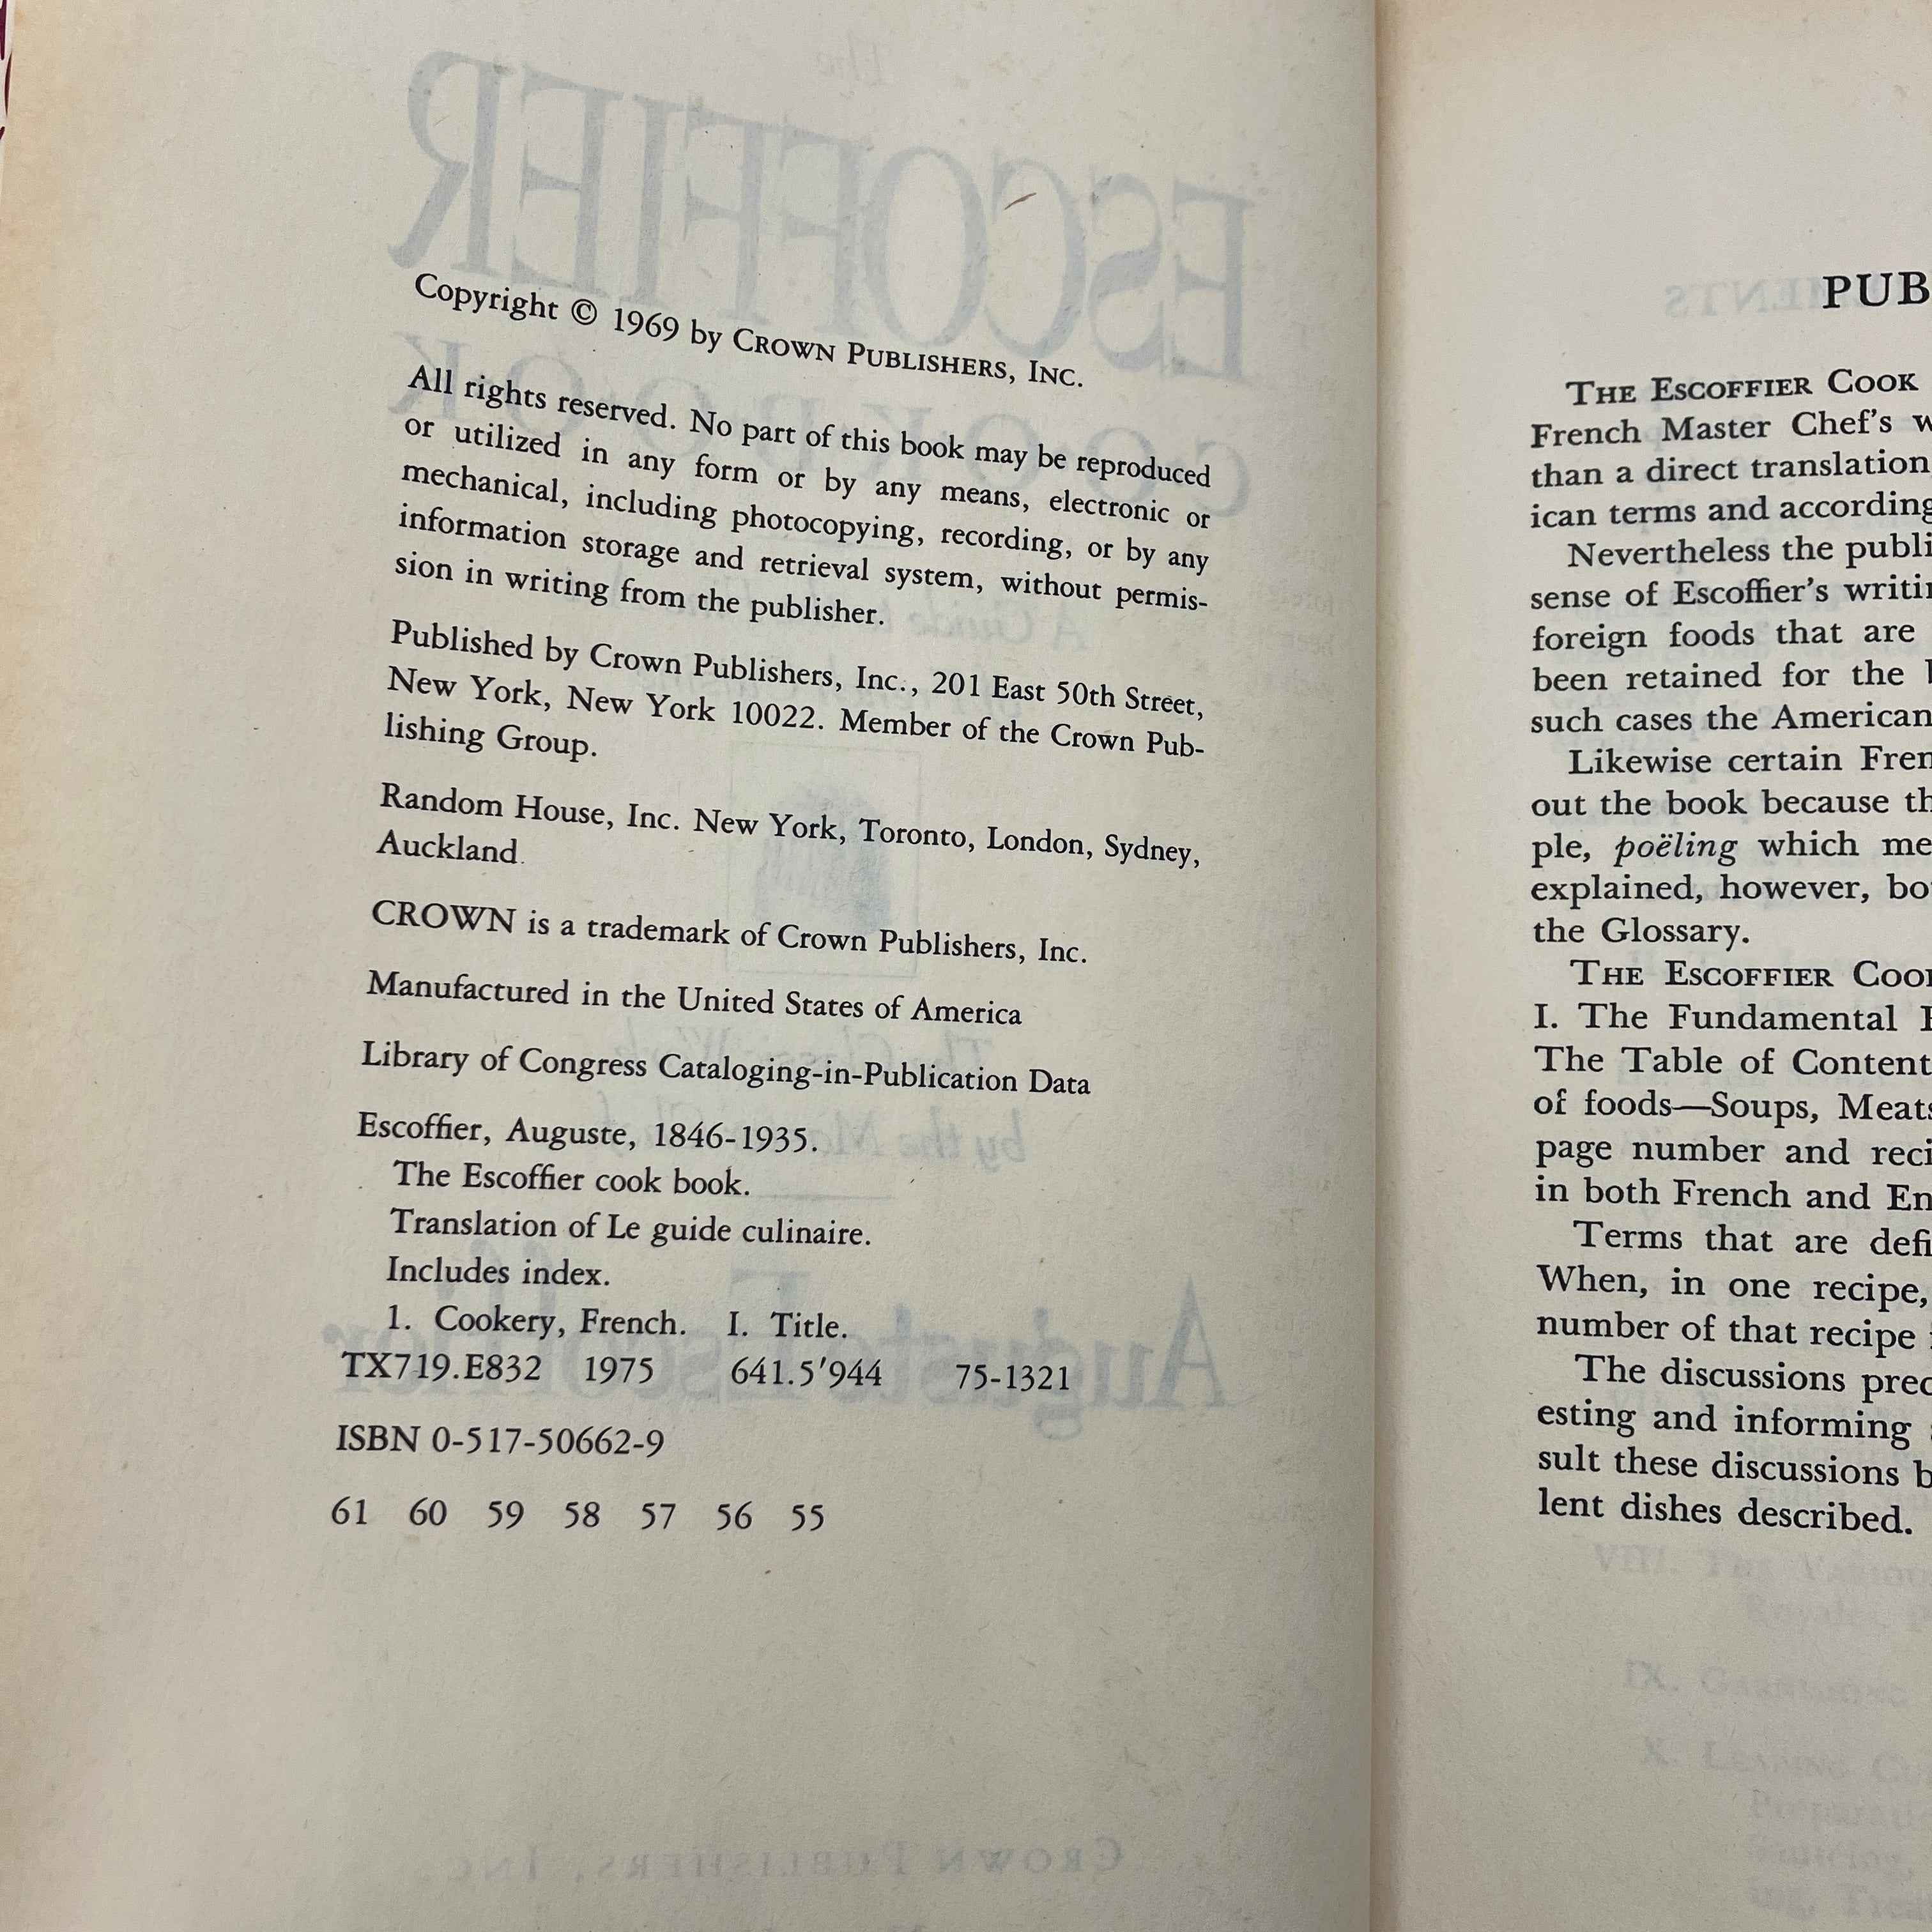 Copyright © 1969 by CROWN PUBLISHERS, INC.
All rights reserved. No part of this book may be reproduced
or utilized in any form or by any means, electronic or
mechanical, including photocopying, recording, or by any
information storage and retrieval system, without permis-
sion in writing from the publisher.
Published by Crown Publishers, Inc., 201 East 50th Street,
New York, New York 10022. Member of the Crown Pub-
lishing Group.
Random House, Inc. New York, Toronto, London, Sydney,
Auckland
CROWN is a trademark of Crown Publishers, Inc.
Manufactured in the United States of America
Library of Congress Cataloging-in-Publication Data
Escoffier, Auguste, 1846-1935.
The Escoffier cook book.
Translation of Le guide culinaire.
Includes index.
1. Cookery, French. I. Title.
TX719.E832 1975 641.5'944 75-1321
ISBN 0-517-50662-9
61 60 59 58 57 56 55
PUB
THE ESCOFFIER COOK
French Master Chef's w
than a direct translation
ican terms and according
Nevertheless the publi
sense of Escoffier's writin
foreign foods that are
been retained for the b
such cases the American
Likewise certain Fren
out the book because th
ple, poëling which me
explained, however, bo
the Glossary.
THE ESCOFFIER COO
I. The Fundamental
The Table of Content
of foods—Soups, Meats
page number and reci
in both French and En
Terms that are defi
When, in one recipe,
number of that recipe
The discussions prec
esting and informing
sult these discussions b
lent dishes described.